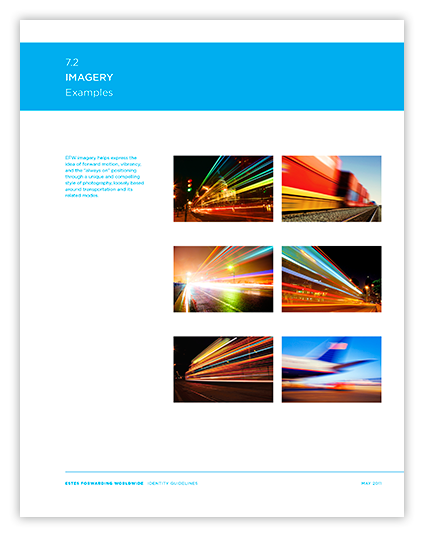 7.2
IMAGERY
Examples
EFW imagery helps express the
idea of forward motion, vibrancy,
and the "always on" positioning
through a unique and compelling
style of photography, loosely based
around transportation and its
related modes.
ESTES FORWARDING WORLDWIDE IDENTITY GUIDELINES
MAY 2011